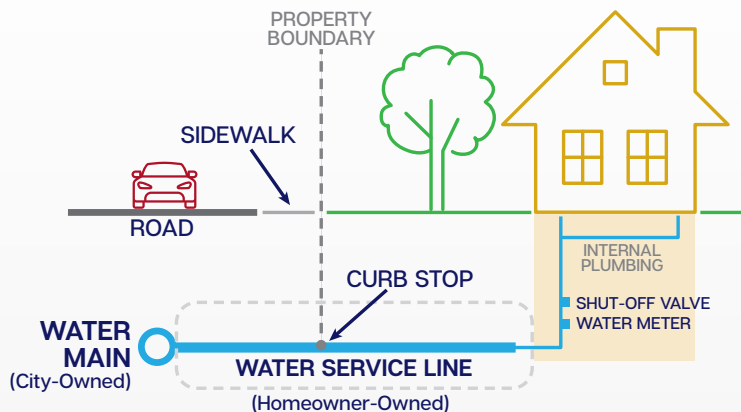 PROPERTY
BOUNDARY
SIDEWALK
ROAD
INTERNAL
PLUMBING
CURB STOP
SHUT-OFF VALVE
WATER METER
WATER
MAIN
(City-Owned)
WATER SERVICE LINE
(Homeowner-Owned)